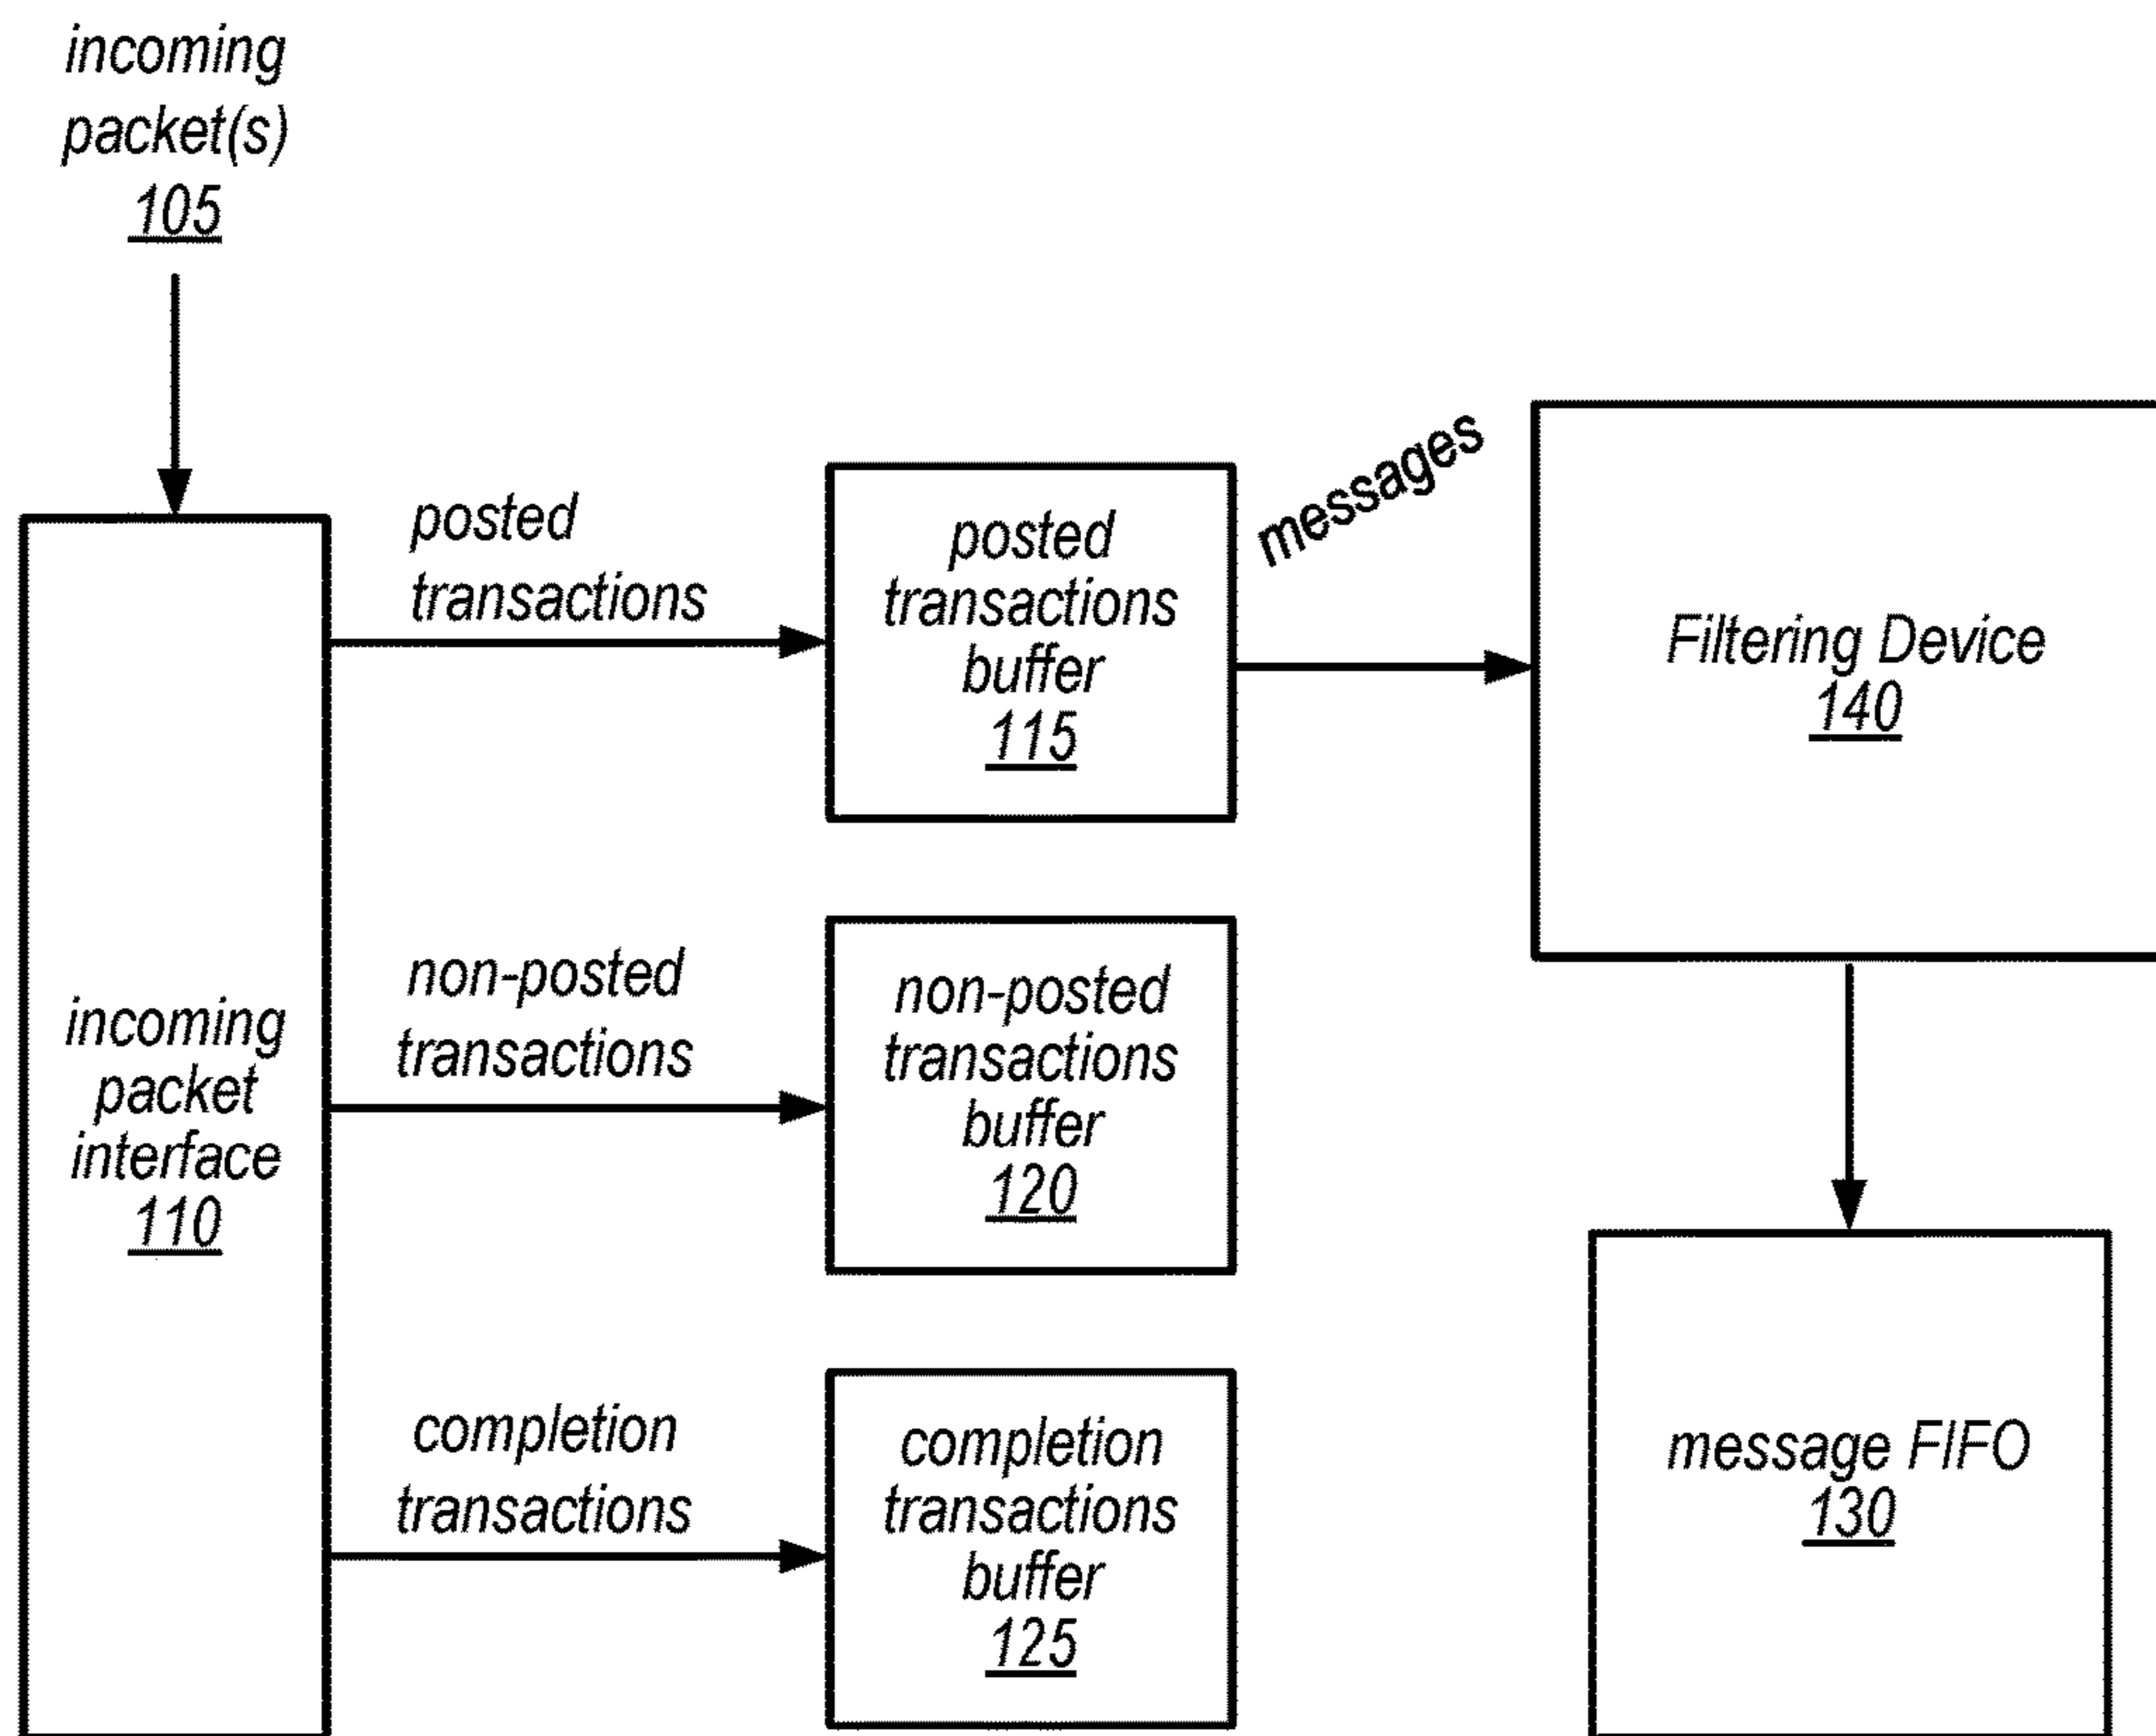 incoming
packet(s)
105
incoming
packet
interface
110
posted
transactions
non-posted
transactions
completion
transactions
posted
transactions
buffer
115
non-posted
transactions
buffer
120
completion
transactions
buffer
125
messages
Filtering Device
140
message FIFO
130